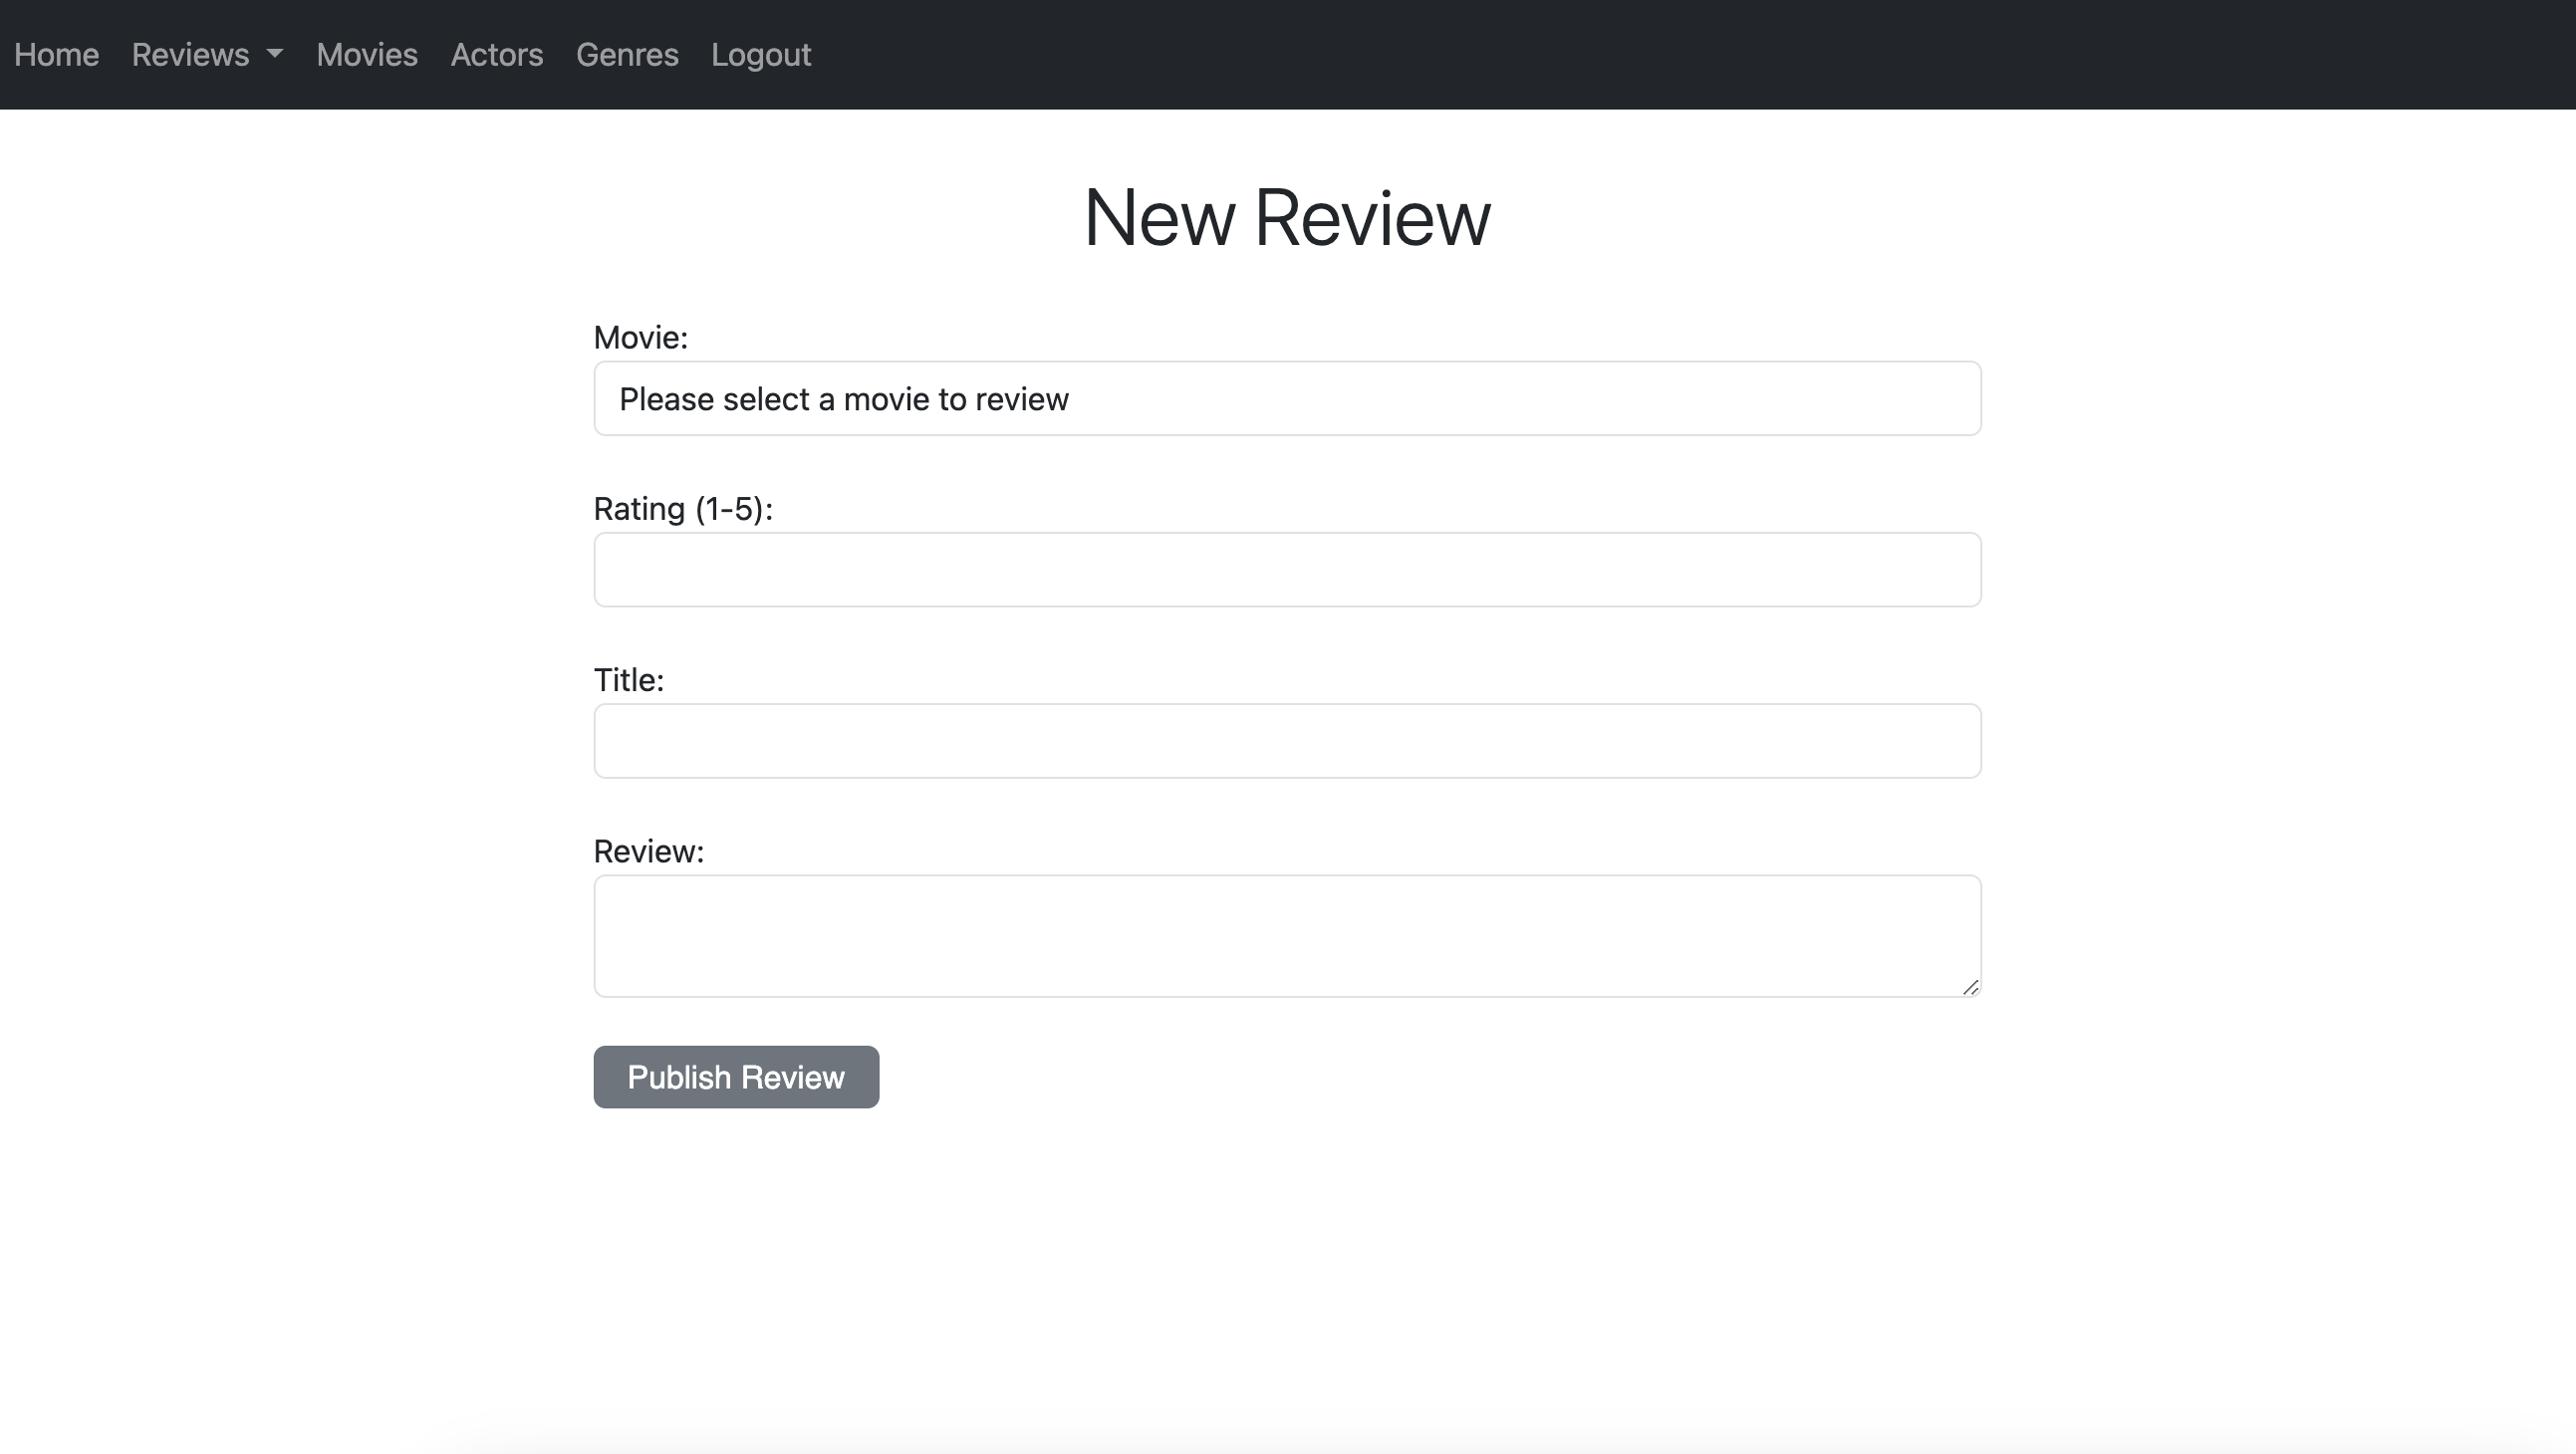 Home Reviews Movies Actors Genres Logout
New Review
Movie:
Please select a movie to review
Rating (1-5):
Title:
Review:
Publish Review